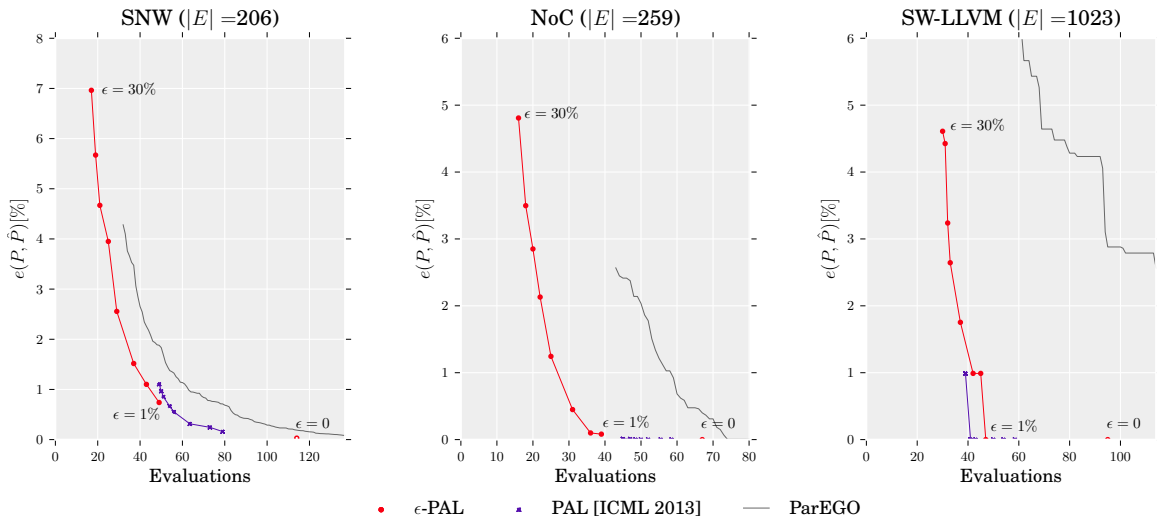 SNW (|E| =206)
NoC (|E| =259)
SW-LLVM (|E| =1023)
8
7
6
5
4
3
2
1
0
e(P, P̂)[%]
ϵ = 30%
ϵ = 1%
ϵ = 0
0 20 40 60 80 100 120
Evaluations
6
5
4
3
2
1
0
e(P, P̂)[%]
ϵ = 30%
ϵ = 1%
ϵ = 0
0 10 20 30 40 50 60 70 80
Evaluations
6
5
4
3
2
1
0
e(P, P̂)[%]
ϵ = 30%
ϵ = 1%
ϵ = 0
20 40 60 80 100
Evaluations
ϵ-PAL PAL [ICML 2013] ParEGO